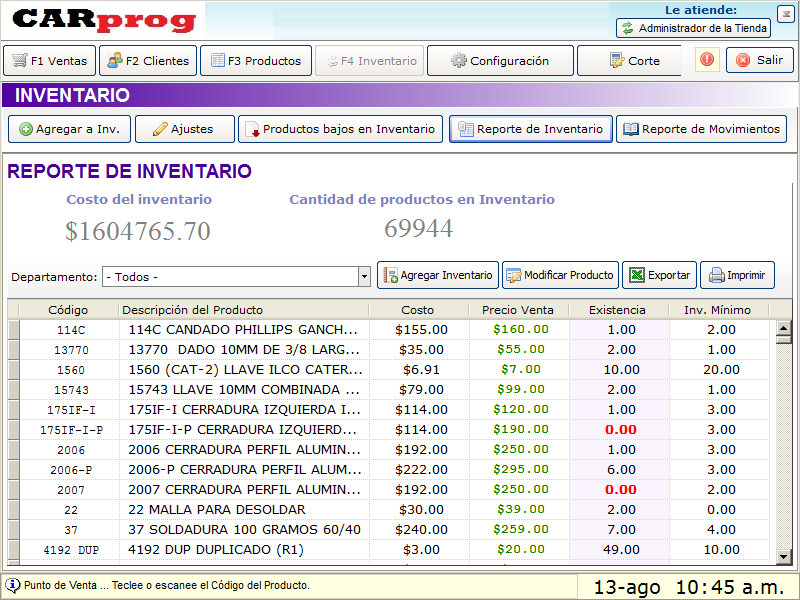 CARprog
Le atiende:
Administrador de la Tienda
F1 Ventas F2 Clientes F3 Productos F4 Inventario Configuración Corte Salir
INVENTARIO
Agregar a Inv. Ajustes Productos bajos en Inventario Reporte de Inventario Reporte de Movimientos
REPORTE DE INVENTARIO
Costo del inventario Cantidad de productos en Inventario
$1604765.70 69944
Departamento: - Todos - Agregar Inventario Modificar Producto Exportar Imprimir
Código Descripción del Producto Costo Precio Venta Existencia Inv. Mínimo
114C 114C CANDADO PHILLIPS GANCH... $155.00 $160.00 1.00 2.00
13770 13770 DADO 10MM DE 3/8 LARG... $35.00 $55.00 2.00 1.00
1560 1560 (CAT-2) LLAVE ILCO CATER... $6.91 $7.00 10.00 20.00
15743 15743 LLAVE 10MM COMBINADA ... $79.00 $99.00 2.00 1.00
175IF-I 175IF-I CERRADURA IZQUIERDA I... $114.00 $120.00 1.00 3.00
175IF-I-P 175IF-I-P CERRADURA IZQUIERD... $114.00 $190.00 0.00 3.00
2006 2006 CERRADURA PERFIL ALUMIN... $192.00 $250.00 1.00 3.00
2006-P 2006-P CERRADURA PERFIL ALUM... $222.00 $295.00 6.00 3.00
2007 2007 CERRADURA PERFIL ALUMIN... $192.00 $250.00 0.00 2.00
22 22 MALLA PARA DESOLDAR $30.00 $39.00 2.00 0.00
37 37 SOLDADURA 100 GRAMOS 60/40 $240.00 $259.00 7.00 4.00
4192 DUP 4192 DUP DUPLICADO (R1) $3.00 $20.00 49.00 10.00
Punto de Venta ... Teclee o escanee el Código del Producto. 13-ago 10:45 a.m.